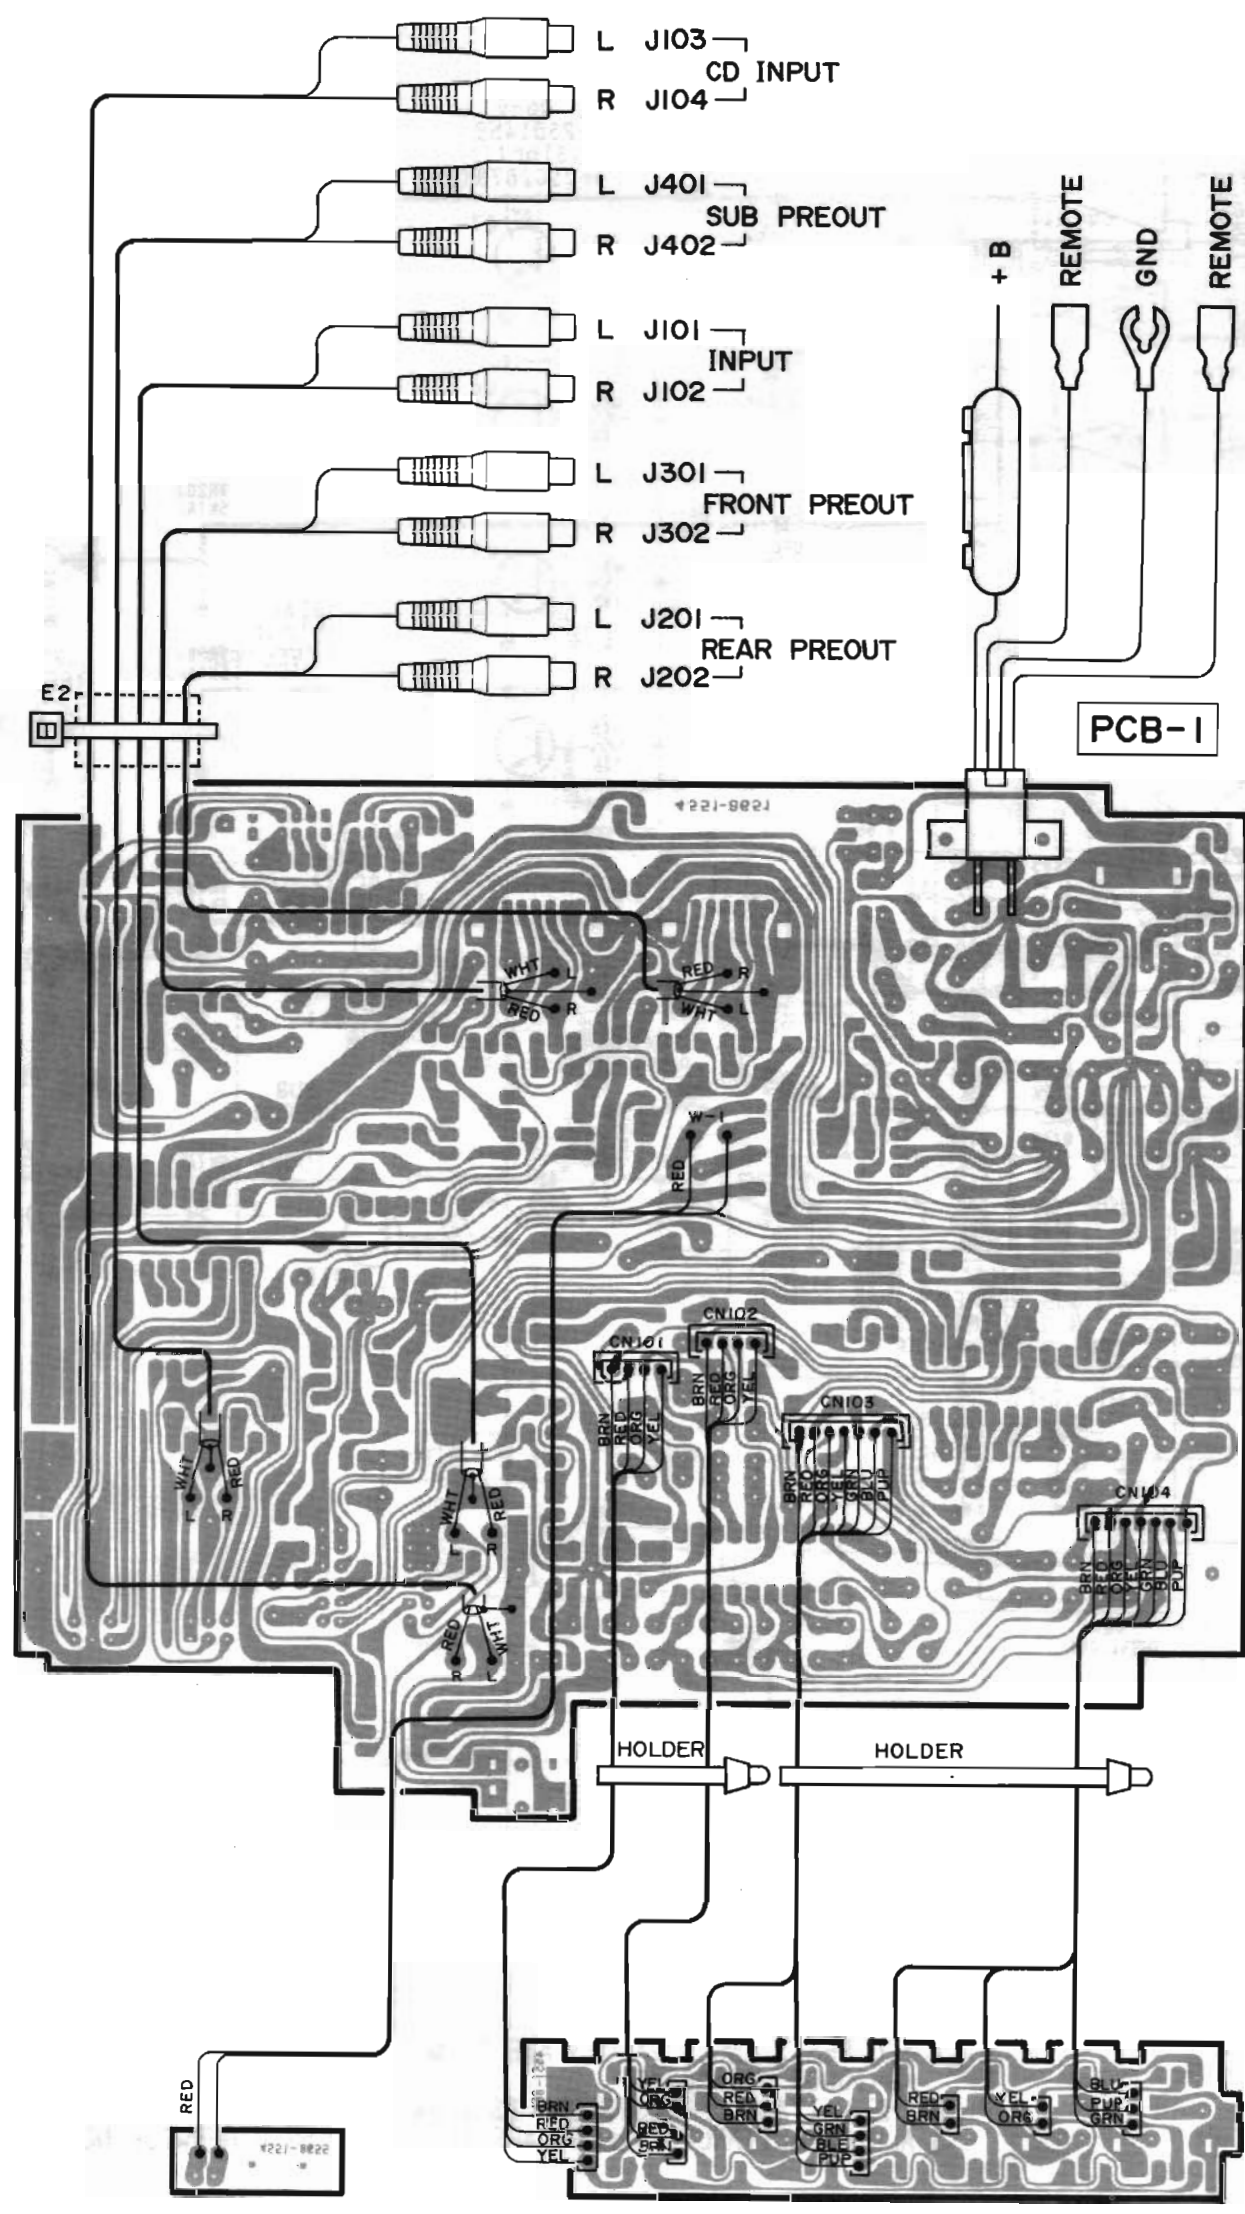 L J103
CD INPUT
R J104
L J401
SUB PREOUT
R J402
L J101
INPUT
R J102
L J301
FRONT PREOUT
R J302
L J201
REAR PREOUT
R J202
+B
REMOTE
GND
REMOTE
E2
PCB-1
4551-8651
WHT L
RED R
RED R
WHT L
W-1
RED
CN101
BRN
RED
ORG
YEL
CN102
BRN
RED
ORG
YEL
CN103
BRN
RED
ORG
YEL
GRN
BLU
PUP
CN104
BRN
RED
ORG
YEL
GRN
BLU
PUP
WHT
RED
L R
WHT
RED
L R
RED
WHT
R L
HOLDER
HOLDER
RED
4551-8655
BRN
RED
ORG
YEL
YEL
ORG
RED
BRN
ORG
RED
BRN
YEL
GRN
BLE
PUP
RED
BRN
YEL
ORG
BLU
PUP
GRN